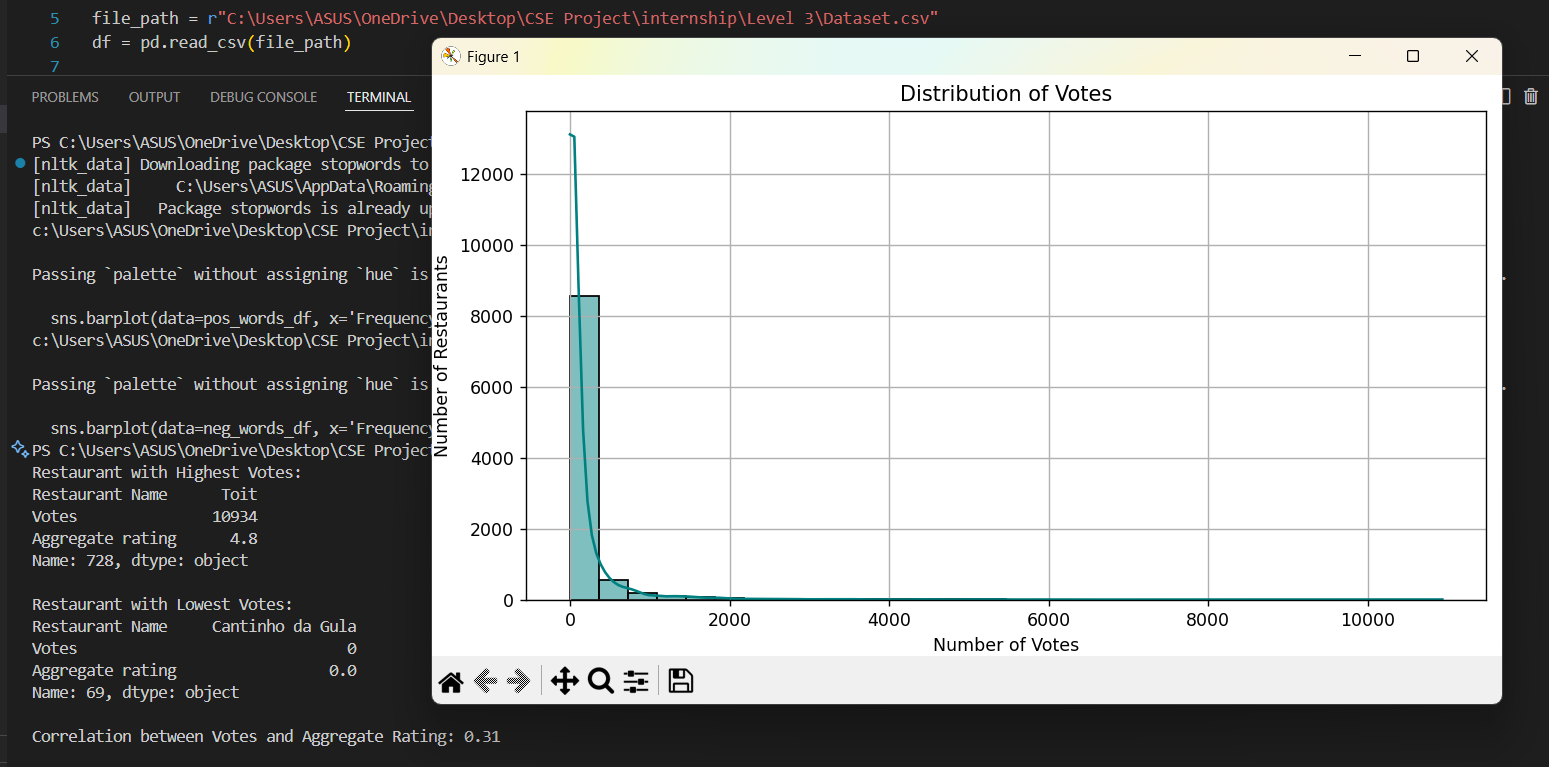 5 file_path = r"C:\Users\ASUS\OneDrive\Desktop\CSE Project\internship\Level 3\Dataset.csv"
6 df = pd.read_csv(file_path)
7
PROBLEMS OUTPUT DEBUG CONSOLE TERMINAL
PS C:\Users\ASUS\OneDrive\Desktop\CSE Project
[nltk_data] Downloading package stopwords to
[nltk_data]     C:\Users\ASUS\AppData\Roaming
[nltk_data]   Package stopwords is already up
c:\Users\ASUS\OneDrive\Desktop\CSE Project\in
Passing `palette` without assigning `hue` is
sns.barplot(data=pos_words_df, x='Frequency
c:\Users\ASUS\OneDrive\Desktop\CSE Project\in
Passing `palette` without assigning `hue` is
sns.barplot(data=neg_words_df, x='Frequency
PS C:\Users\ASUS\OneDrive\Desktop\CSE Project
Restaurant with Highest Votes:
Restaurant Name      Toit
Votes               10934
Aggregate rating      4.8
Name: 728, dtype: object
Restaurant with Lowest Votes:
Restaurant Name     Cantinho da Gula
Votes                              0
Aggregate rating                 0.0
Name: 69, dtype: object
Correlation between Votes and Aggregate Rating: 0.31
Figure 1
Distribution of Votes
Number of Restaurants
12000
10000
8000
6000
4000
2000
0
0 2000 4000 6000 8000 10000
Number of Votes